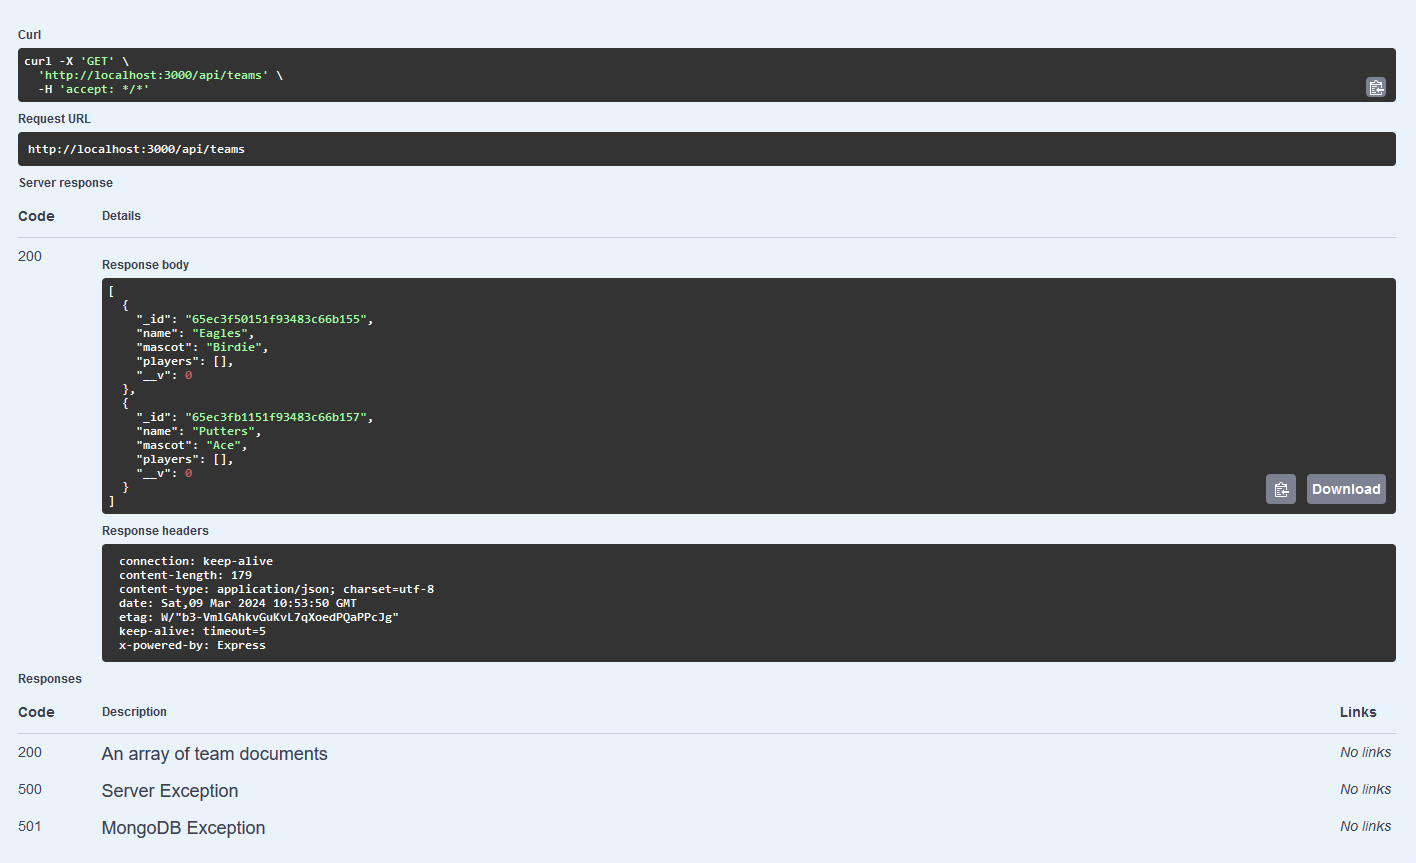 Curl
curl -X 'GET' \
  'http://localhost:3000/api/teams' \
  -H 'accept: */*'
Request URL
http://localhost:3000/api/teams
Server response
Code Details
200
Response body
[
  {
    "_id": "65ec3f50151f93483c66b155",
    "name": "Eagles",
    "mascot": "Birdie",
    "players": [],
    "__v": 0
  },
  {
    "_id": "65ec3fb1151f93483c66b157",
    "name": "Putters",
    "mascot": "Ace",
    "players": [],
    "__v": 0
  }
]
Download
Response headers
connection: keep-alive
content-length: 179
content-type: application/json; charset=utf-8
date: Sat,09 Mar 2024 10:53:50 GMT
etag: W/"b3-VmlGAhkvGuKvL7qXoedPQaPPcJg"
keep-alive: timeout=5
x-powered-by: Express
Responses
Code Description Links
200 An array of team documents No links
500 Server Exception No links
501 MongoDB Exception No links